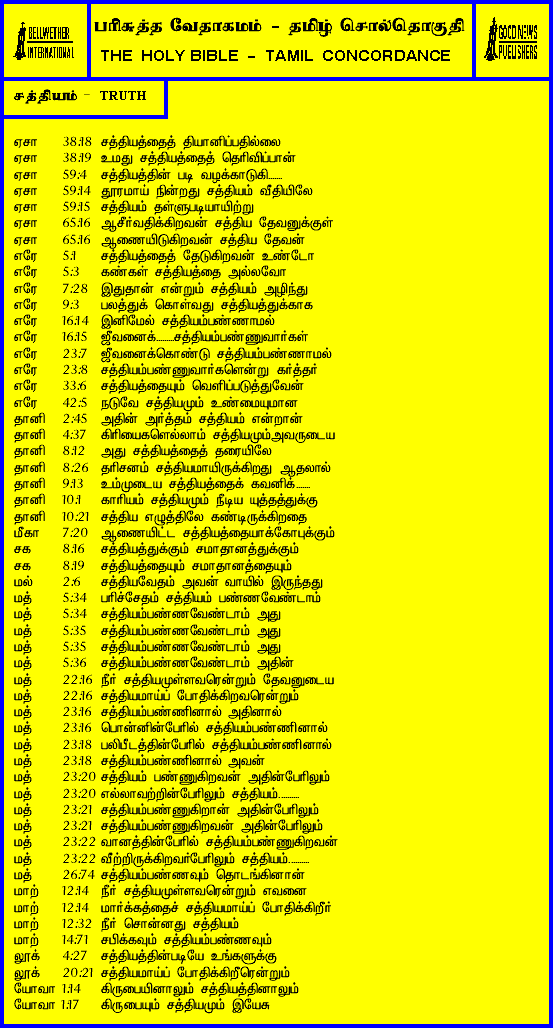 BELLWETHER
INTERNATIONAL
பரிசுத்த வேதாகமம் - தமிழ் சொல்தொகுதி
THE HOLY BIBLE - TAMIL CONCORDANCE
GOOD NEWS
PUBLISHERS
சத்தியம் - TRUTH
ஏசா 38:18 சத்தியத்தைத் தியானிப்பதில்லை
ஏசா 38:19 உமது சத்தியத்தைத் தெரிவிப்பான்
ஏசா 59:4 சத்தியத்தின் படி வழக்காடுகி.......
ஏசா 59:14 தூரமாய் நின்றது சத்தியம் வீதியிலே
ஏசா 59:15 சத்தியம் தள்ளுபடியாயிற்று
ஏசா 65:16 ஆசீர்வதிக்கிறவன் சத்திய தேவனுக்குள்
ஏசா 65:16 ஆணையிடுகிறவன் சத்திய தேவன்
எரே 5:1 சத்தியத்தைத் தேடுகிறவன் உண்டோ
எரே 5:3 கண்கள் சத்தியத்தை அல்லவோ
எரே 7:28 இதுதான் என்றும் சத்தியம் அழிந்து
எரே 9:3 பலத்துக் கொள்வது சத்தியத்துக்காக
எரே 16:14 இனிமேல் சத்தியம்பண்ணாமல்
எரே 16:15 ஜீவனைக்.........சத்தியம்பண்ணுவார்கள்
எரே 23:7 ஜீவனைக்கொண்டு சத்தியம்பண்ணாமல்
எரே 23:8 சத்தியம்பண்ணுவார்களென்று கர்த்தர்
எரே 33:6 சத்தியத்தையும் வெளிப்படுத்துவேன்
எரே 42:5 நடுவே சத்தியமும் உண்மையுமான
தானி 2:45 அதின் அர்த்தம் சத்தியம் என்றான்
தானி 4:37 கிரியைகளெல்லாம் சத்தியமும்அவருடைய
தானி 8:12 அது சத்தியத்தைத் தரையிலே
தானி 8:26 தரிசனம் சத்தியமாயிருக்கிறது ஆதலால்
தானி 9:13 உம்முடைய சத்தியத்தைக் கவனிக்.......
தானி 10:1 காரியம் சத்தியமும் நீடிய யுத்தத்துக்கு
தானி 10:21 சத்திய எழுத்திலே கண்டிருக்கிறதை
மீகா 7:20 ஆணையிட்ட சத்தியத்தையாக்கோபுக்கும்
சக 8:16 சத்தியத்துக்கும் சமாதானத்துக்கும்
சக 8:19 சத்தியத்தையும் சமாதானத்தையும்
மல் 2:6 சத்தியவேதம் அவன் வாயில் இருந்தது
மத் 5:34 பரிச்சேதம் சத்தியம் பண்ணவேண்டாம்
மத் 5:34 சத்தியம்பண்ணவேண்டாம் அது
மத் 5:35 சத்தியம்பண்ணவேண்டாம் அது
மத் 5:35 சத்தியம்பண்ணவேண்டாம் அது
மத் 5:36 சத்தியம்பண்ணவேண்டாம் அதின்
மத் 22:16 நீர் சத்தியமுள்ளவரென்றும் தேவனுடைய
மத் 22:16 சத்தியமாய்ப் போதிக்கிறவரென்றும்
மத் 23:16 சத்தியம்பண்ணினால் அதினால்
மத் 23:16 பொன்னின்பேரில் சத்தியம்பண்ணினால்
மத் 23:18 பலிபீடத்தின்பேரில் சத்தியம்பண்ணினால்
மத் 23:18 சத்தியம்பண்ணினால் அவன்
மத் 23:20 சத்தியம் பண்ணுகிறவன் அதின்பேரிலும்
மத் 23:20 எல்லாவற்றின்பேரிலும் சத்தியம்..........
மத் 23:21 சத்தியம்பண்ணுகிறான் அதின்பேரிலும்
மத் 23:21 சத்தியம்பண்ணுகிறவன் அதின்பேரிலும்
மத் 23:22 வானத்தின்பேரில் சத்தியம்பண்ணுகிறவன்
மத் 23:22 வீற்றிருக்கிறவர்பேரிலும் சத்தியம்..........
மத் 26:74 சத்தியம்பண்ணவும் தொடங்கினான்
மாற் 12:14 நீர் சத்தியமுள்ளவரென்றும் எவனை
மாற் 12:14 மார்க்கத்தைச் சத்தியமாய்ப் போதிக்கிறீர்
மாற் 12:32 நீர் சொன்னது சத்தியம்
மாற் 14:71 சபிக்கவும் சத்தியம்பண்ணவும்
லூக் 4:27 சத்தியத்தின்படியே உங்களுக்கு
லூக் 20:21 சத்தியமாய்ப் போதிக்கிறீரென்றும்
யோவா 1:14 கிருபையினாலும் சத்தியத்தினாலும்
யோவா 1:17 கிருபையும் சத்தியமும் இயேசு